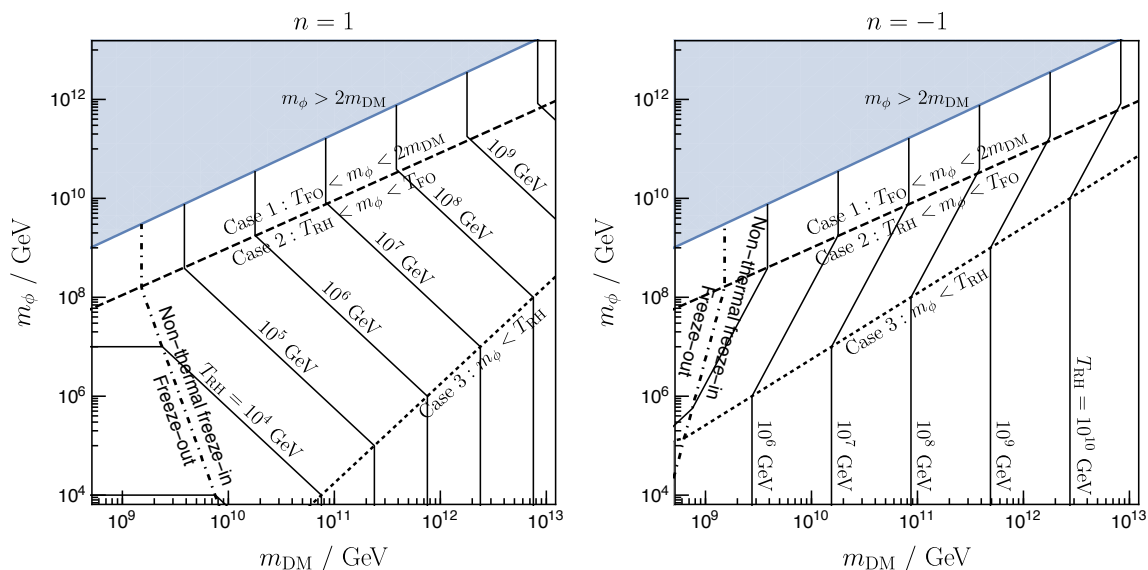 n = 1
m_ϕ > 2m_DM
Case 1 : T_FO < m_ϕ < 2m_DM
Case 2 : T_RH < m_ϕ < T_FO
Case 3 : m_ϕ < T_RH
10^9 GeV
10^8 GeV
10^7 GeV
10^6 GeV
10^5 GeV
T_RH = 10^4 GeV
Non-thermal freeze-in
Freeze-out
m_ϕ / GeV
10^12
10^10
10^8
10^6
10^4
10^9
10^10
10^11
10^12
10^13
m_DM / GeV
n = −1
m_ϕ > 2m_DM
Case 1 : T_FO < m_ϕ < 2m_DM
Case 2 : T_RH < m_ϕ < T_FO
Case 3 : m_ϕ < T_RH
Non-thermal freeze-in
Freeze-out
10^6 GeV
10^7 GeV
10^8 GeV
10^9 GeV
T_RH = 10^10 GeV
m_ϕ / GeV
10^12
10^10
10^8
10^6
10^4
10^9
10^10
10^11
10^12
10^13
m_DM / GeV